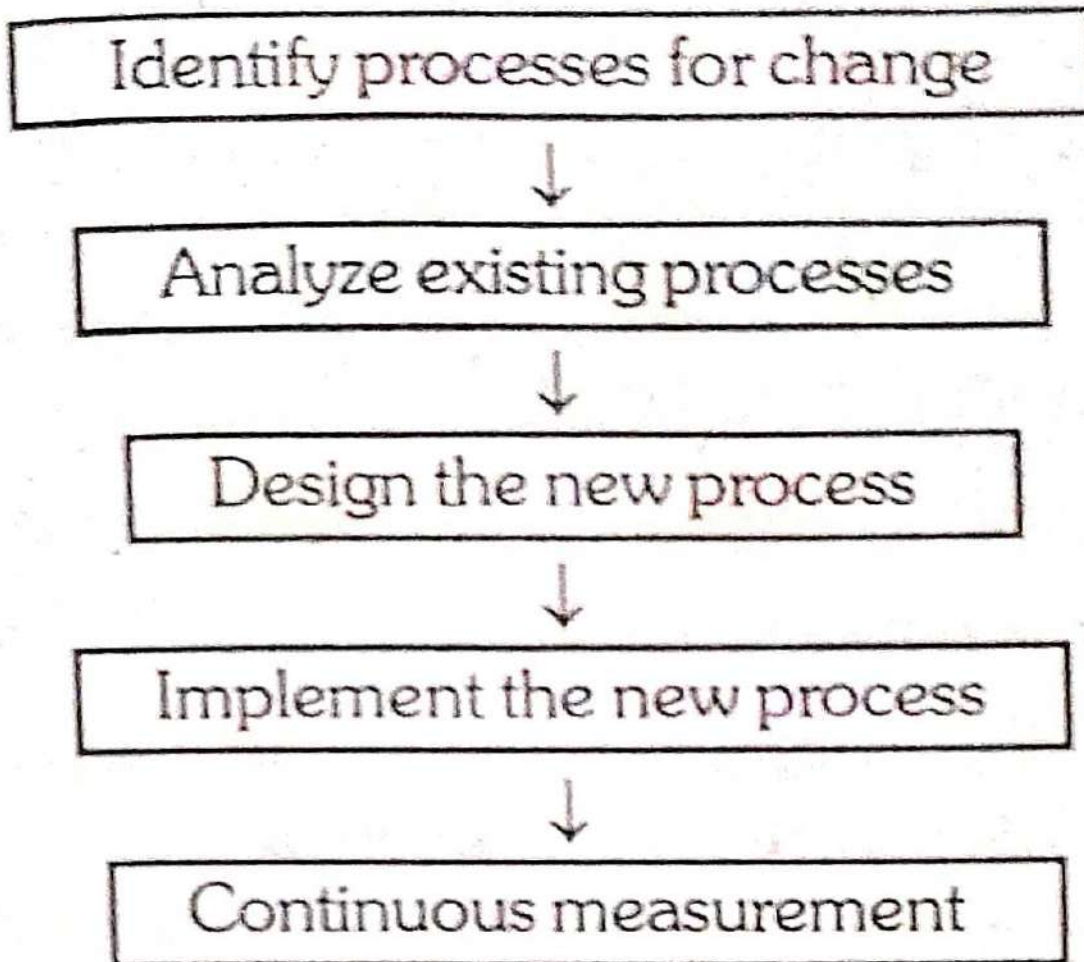 Identify processes for change
Analyze existing processes
Design the new process
Implement the new process
Continuous measurement